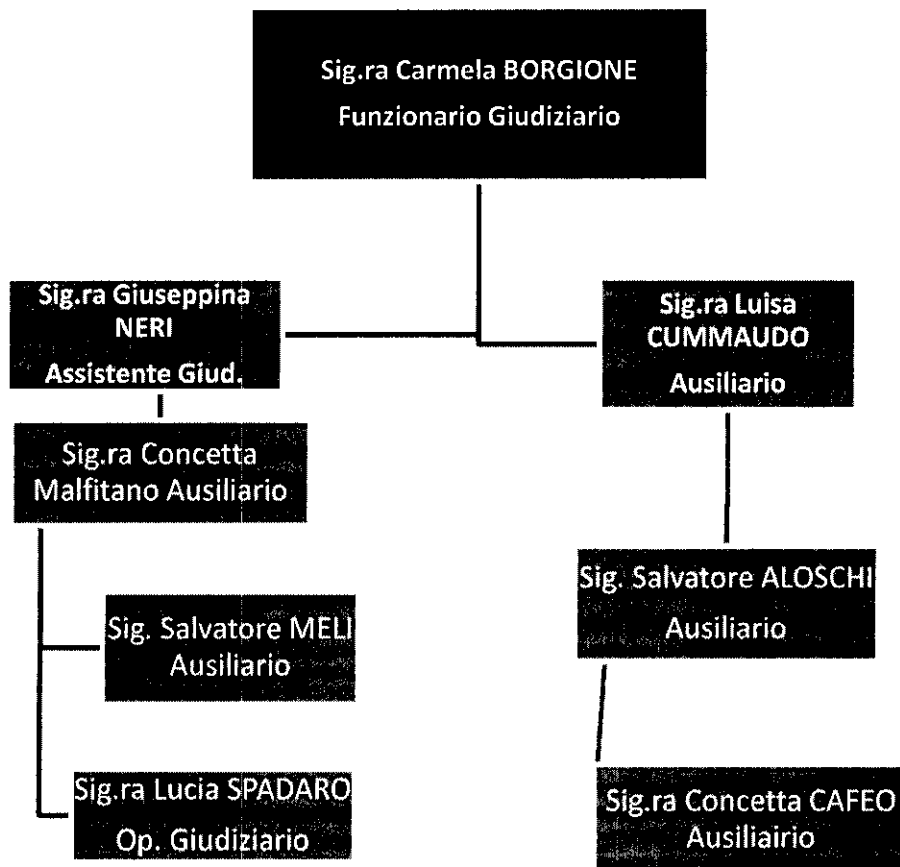 Sig.ra Carmela BORGIONE
Funzionario Giudiziario
Sig.ra Giuseppina
NERI
Assistente Giud.
Sig.ra Concetta
Malfitano Ausiliario
Sig. Salvatore MELI
Ausiliario
Sig.ra Lucia SPADARO
Op. Giudiziario
Sig.ra Luisa
CUMMAUDO
Ausiliario
Sig. Salvatore ALOSCHI
Ausiliario
Sig.ra Concetta CAFEO
Ausiliairio